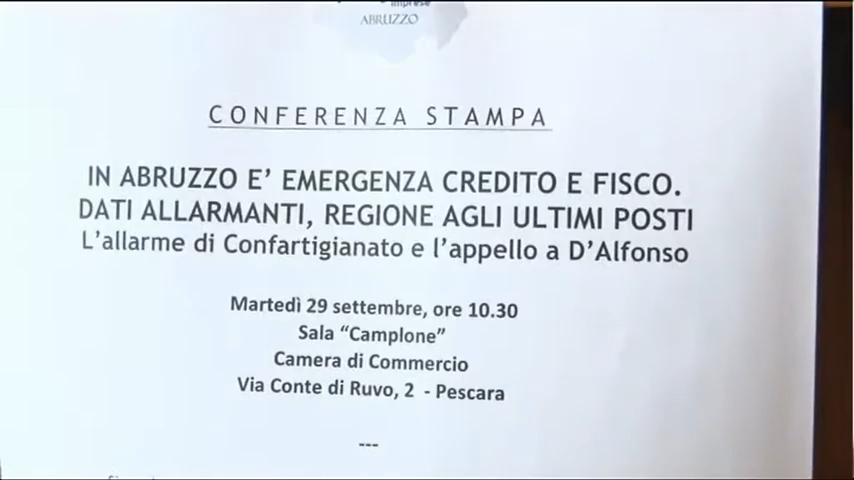 imprese
ABRUZZO
CONFERENZA STAMPA
IN ABRUZZO E’ EMERGENZA CREDITO E FISCO.
DATI ALLARMANTI, REGIONE AGLI ULTIMI POSTI
L’allarme di Confartigianato e l’appello a D’Alfonso
Martedì 29 settembre, ore 10.30
Sala “Camplone”
Camera di Commercio
Via Conte di Ruvo, 2 - Pescara
---